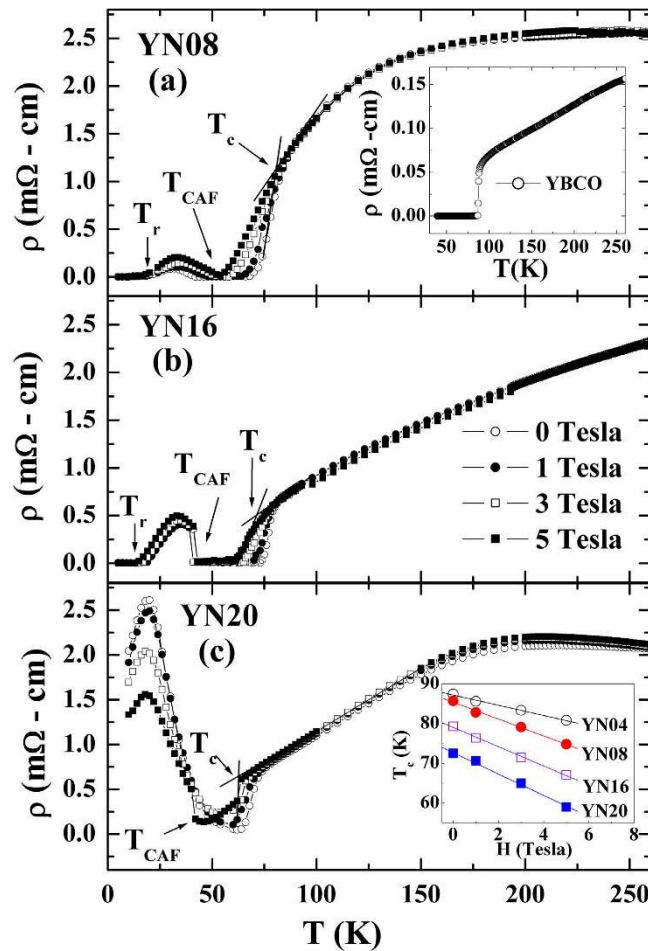 YN08
(a)
ρ (mΩ - cm)
2.5
2.0
1.5
1.0
0.5
0.0
T_c
T_CAF
T_r
ρ (mΩ -cm)
0.15
0.10
0.05
0.00
YBCO
50 100 150 200 250
T(K)
YN16
(b)
ρ (mΩ - cm)
2.5
2.0
1.5
1.0
0.5
0.0
T_r
T_CAF
T_c
0 Tesla
1 Tesla
3 Tesla
5 Tesla
YN20
(c)
ρ (mΩ - cm)
2.5
2.0
1.5
1.0
0.5
0.0
T_c
T_CAF
T_c (K)
90
80
70
60
YN04
YN08
YN16
YN20
0 2 4 6 8
H (Tesla)
0 50 100 150 200 250
T (K)